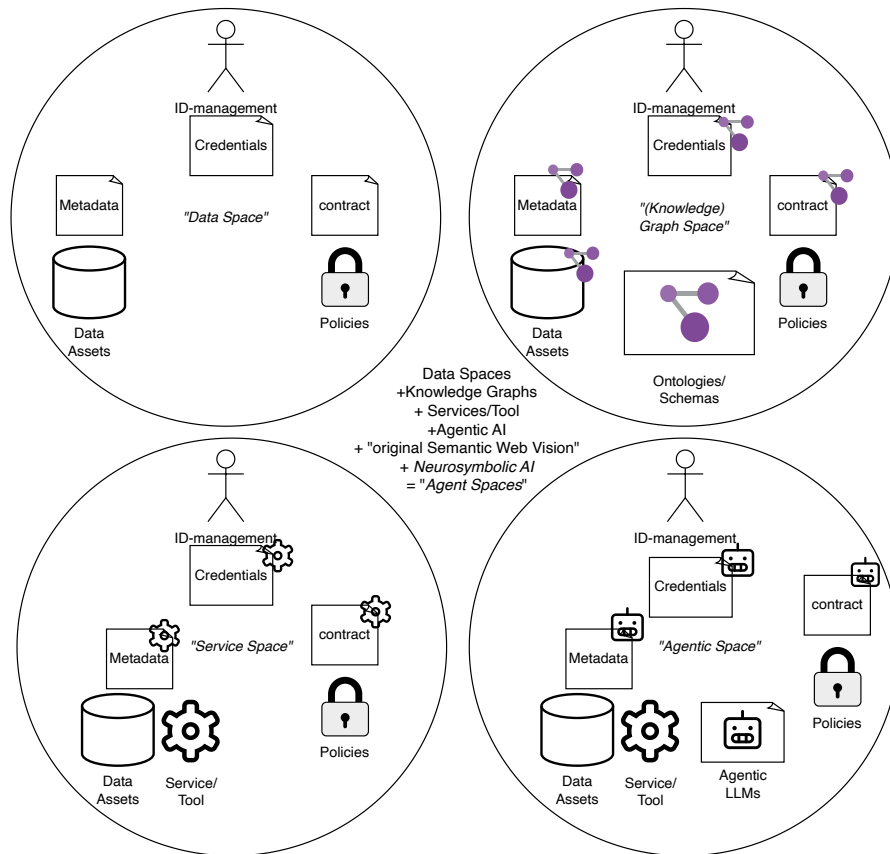 ID-management
Credentials
Metadata
"Data Space"
contract
Data
Assets
Policies
ID-management
Credentials
Metadata
"(Knowledge)
Graph Space"
contract
Data
Assets
Policies
Ontologies/
Schemas
Data Spaces
+Knowledge Graphs
+ Services/Tool
+Agentic AI
+ "original Semantic Web Vision"
+ Neurosymbolic AI
= "Agent Spaces"
ID-management
Credentials
Metadata
"Service Space"
contract
Data
Assets
Service/
Tool
Policies
ID-management
Credentials
Metadata
"Agentic Space"
contract
Policies
Data
Assets
Service/
Tool
Agentic
LLMs